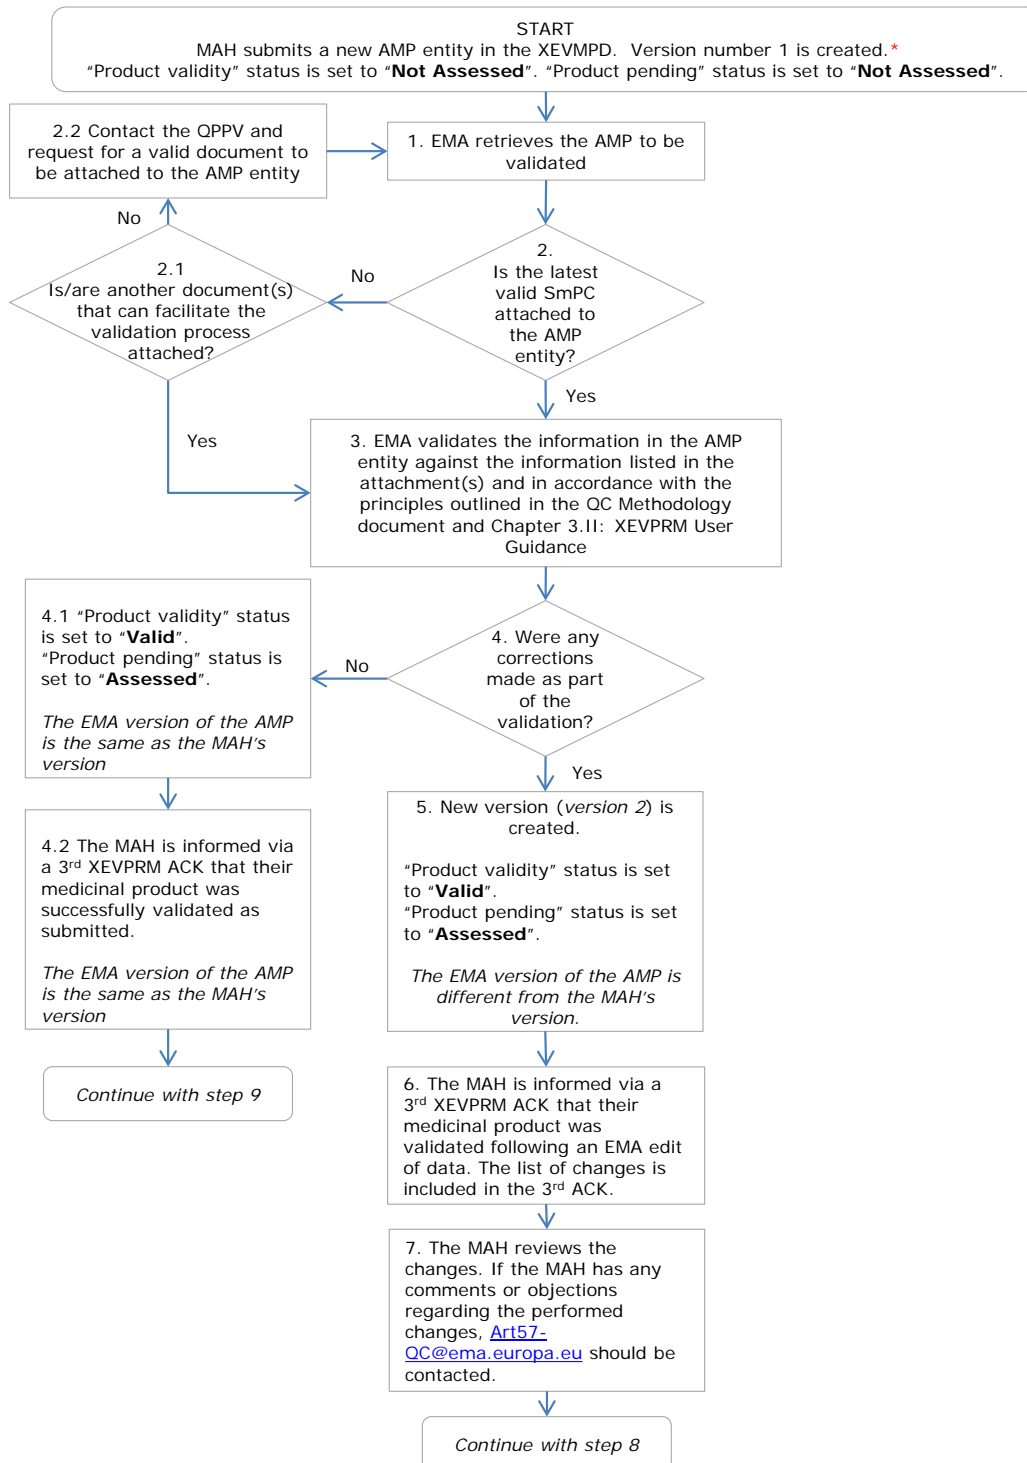 START
MAH submits a new AMP entity in the XEVMPD.  Version number 1 is created.*
“Product validity” status is set to “Not Assessed”. “Product pending” status is set to “Not Assessed”.
2.2 Contact the QPPV and
request for a valid document to
be attached to the AMP entity
1. EMA retrieves the AMP to be
validated
No
2.1
Is/are another document(s)
that can facilitate the
validation process
attached?
No
2.
Is the latest
valid SmPC
attached to
the AMP
entity?
Yes
Yes
3. EMA validates the information in the AMP
entity against the information listed in the
attachment(s) and in accordance with the
principles outlined in the QC Methodology
document and Chapter 3.II:  XEVPRM User
Guidance
4. Were any
corrections
made as part
of the
validation?
No
4.1 “Product validity” status
is set to “Valid”.
“Product pending” status is
set to “Assessed”.
The EMA version of the AMP
is the same as the MAH’s
version
Yes
4.2 The MAH is informed via
a 3rd XEVPRM ACK that their
medicinal product was
successfully validated as
submitted.
The EMA version of the AMP
is the same as the MAH’s
version
Continue with step 9
5. New version (version 2) is
created.
“Product validity” status is set
to “Valid”.
“Product pending” status is set
to “Assessed”.
The EMA version of the AMP is
different from the MAH’s
version.
6. The MAH is informed via a
3rd XEVPRM ACK that their
medicinal product was
validated following an EMA edit
of data. The list of changes is
included in the 3rd ACK.
7. The MAH reviews the
changes. If the MAH has any
comments or objections
regarding the performed
changes, Art57-
QC@ema.europa.eu should be
contacted.
Continue with step 8